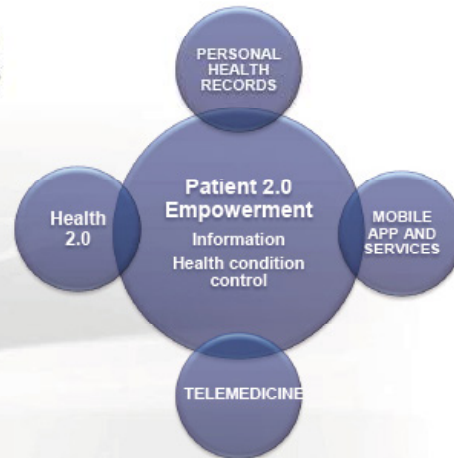 PERSONAL
HEALTH
RECORDS
Patient 2.0
Empowerment
Information
Health condition
control
Health
2.0
MOBILE
APP AND
SERVICES
TELEMEDICINE